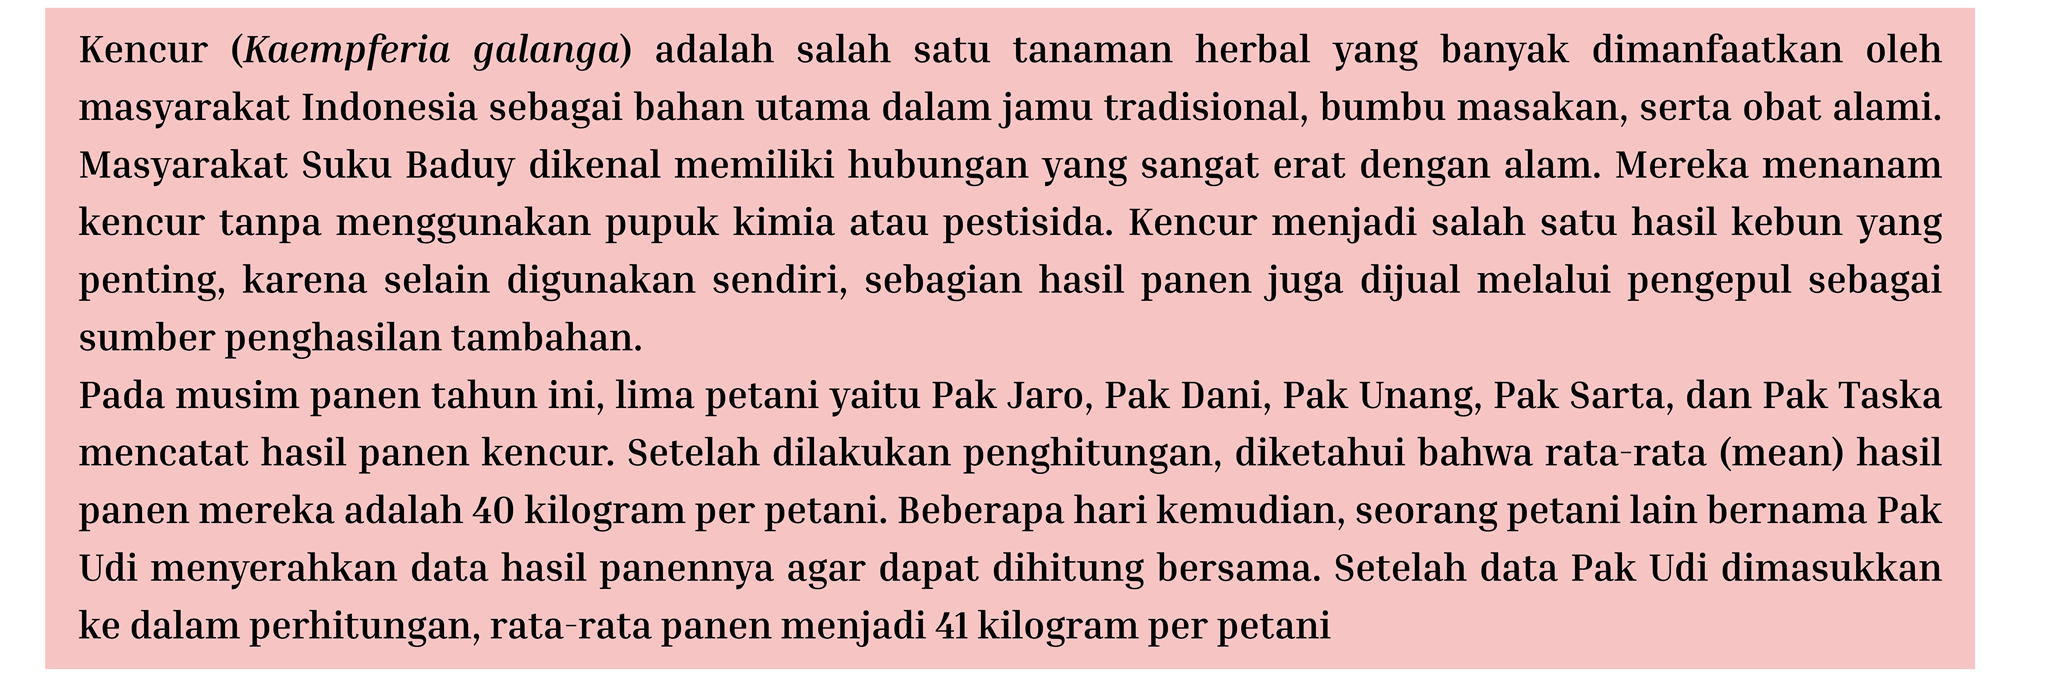 Kencur (Kaempferia galanga) adalah salah satu tanaman herbal yang banyak dimanfaatkan oleh
masyarakat Indonesia sebagai bahan utama dalam jamu tradisional, bumbu masakan, serta obat alami.
Masyarakat Suku Baduy dikenal memiliki hubungan yang sangat erat dengan alam. Mereka menanam
kencur tanpa menggunakan pupuk kimia atau pestisida. Kencur menjadi salah satu hasil kebun yang
penting, karena selain digunakan sendiri, sebagian hasil panen juga dijual melalui pengepul sebagai
sumber penghasilan tambahan.
Pada musim panen tahun ini, lima petani yaitu Pak Jaro, Pak Dani, Pak Unang, Pak Sarta, dan Pak Taska
mencatat hasil panen kencur. Setelah dilakukan penghitungan, diketahui bahwa rata-rata (mean) hasil
panen mereka adalah 40 kilogram per petani. Beberapa hari kemudian, seorang petani lain bernama Pak
Udi menyerahkan data hasil panennya agar dapat dihitung bersama. Setelah data Pak Udi dimasukkan
ke dalam perhitungan, rata-rata panen menjadi 41 kilogram per petani